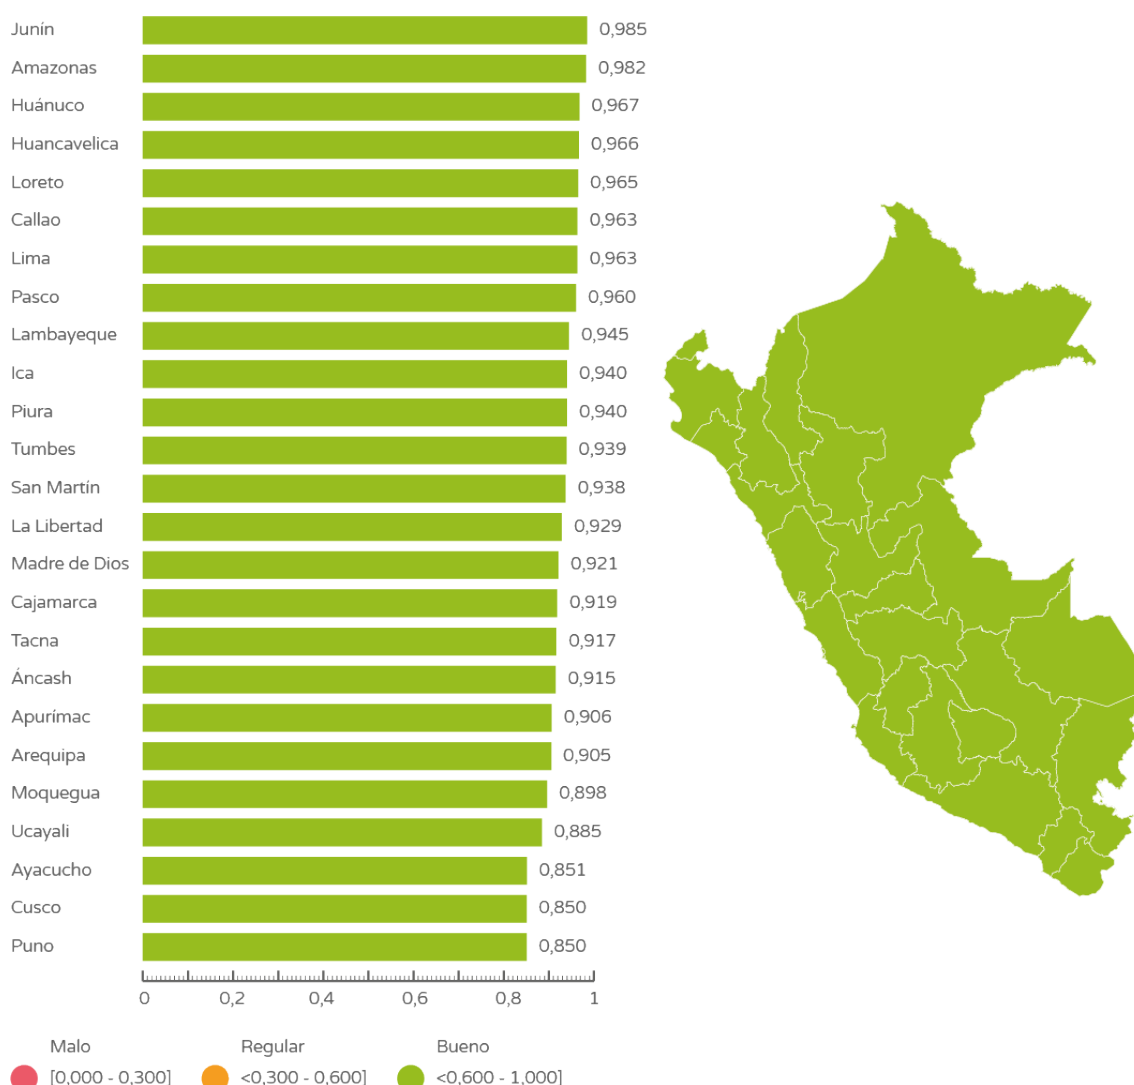 Junín 0,985
Amazonas 0,982
Huánuco 0,967
Huancavelica 0,966
Loreto 0,965
Callao 0,963
Lima 0,963
Pasco 0,960
Lambayeque 0,945
Ica 0,940
Piura 0,940
Tumbes 0,939
San Martín 0,938
La Libertad 0,929
Madre de Dios 0,921
Cajamarca 0,919
Tacna 0,917
Áncash 0,915
Apurímac 0,906
Arequipa 0,905
Moquegua 0,898
Ucayali 0,885
Ayacucho 0,851
Cusco 0,850
Puno 0,850
0 0,2 0,4 0,6 0,8 1
Malo Regular Bueno
[0,000 - 0,300] <0,300 - 0,600] <0,600 - 1,000]